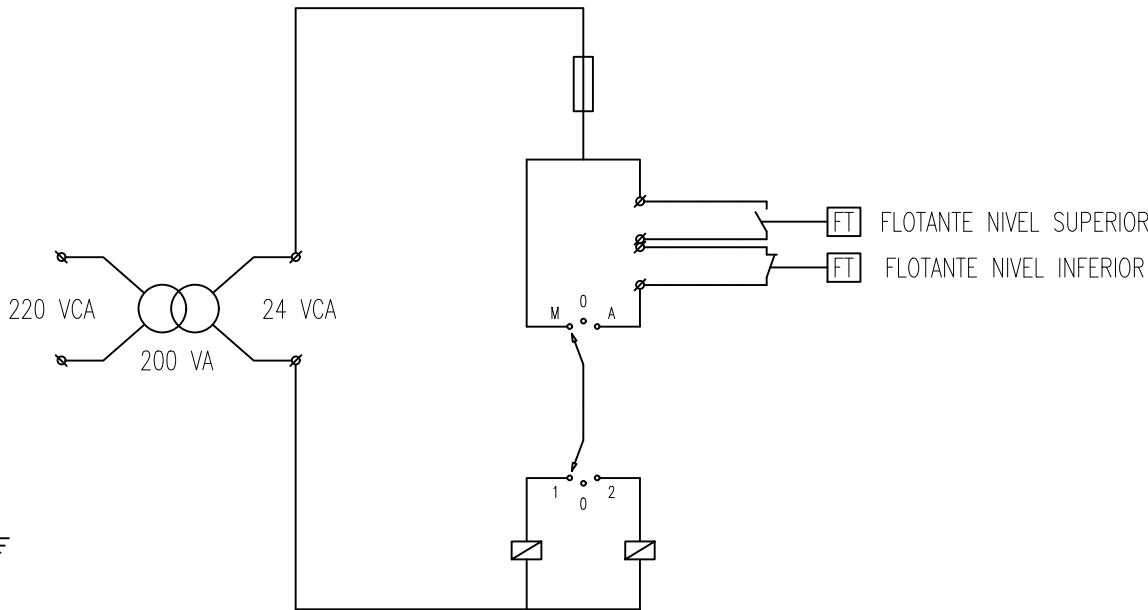 FT FLOTANTE NIVEL SUPERIOR
FT FLOTANTE NIVEL INFERIOR
220 VCA
24 VCA
200 VA
M 0 A
1 0 2